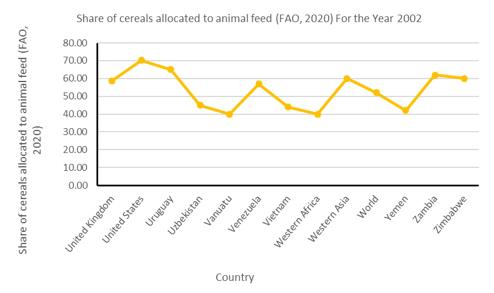 Share of cereals allocated to animal feed (FAO, 2020) For the Year 2002
Share of cereals allocated to animal feed (FAO,
2020)
80.00
70.00
60.00
50.00
40.00
30.00
20.00
10.00
0.00
United Kingdom
United States
Uruguay
Uzbekistan
Vanuatu
Venezuela
Vietnam
Western Africa
Western Asia
World
Yemen
Zambia
Zimbabwe
Country